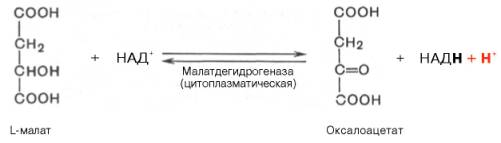 COOH COOH
CH₂ CH₂
+ НАД⁺ + НАДН + H⁺
CHOH C=O
Малатдегидрогеназа
(цитоплазматическая)
COOH COOH
L-малат Оксалоацетат